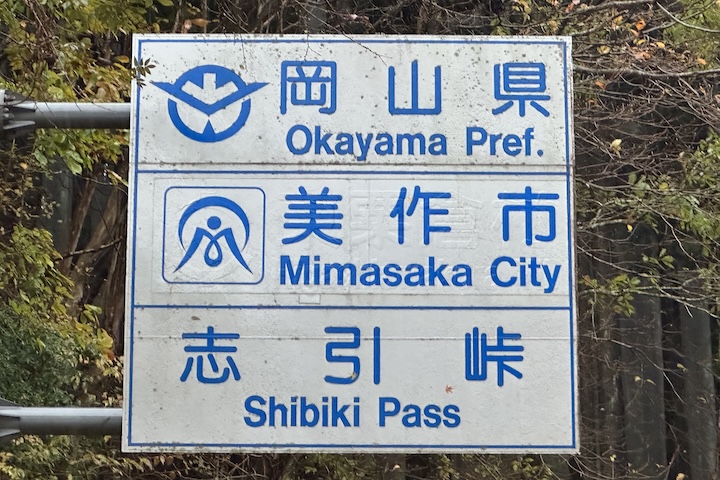 岡山県
Okayama Pref.
美作市
Mimasaka City
志引峠
Shibiki Pass